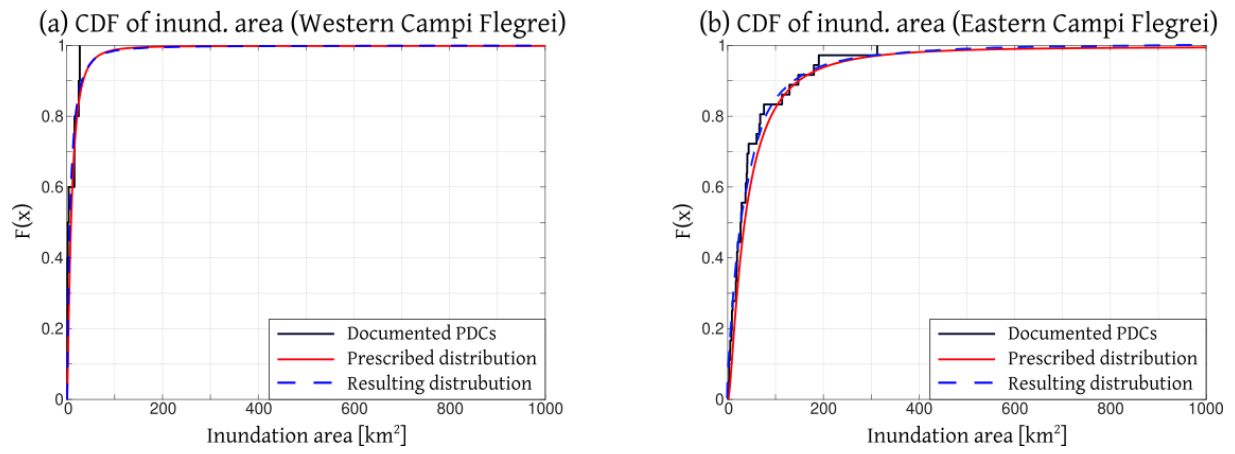 (a) CDF of inund. area (Western Campi Flegrei)
1
0.8
0.6
0.4
0.2
0
F(x)
0 200 400 600 800 1000
Inundation area [km²]
Documented PDCs
Prescribed distribution
Resulting distrubution
(b) CDF of inund. area (Eastern Campi Flegrei)
1
0.8
0.6
0.4
0.2
0
F(x)
0 200 400 600 800 1000
Inundation area [km²]
Documented PDCs
Prescribed distribution
Resulting distrubution